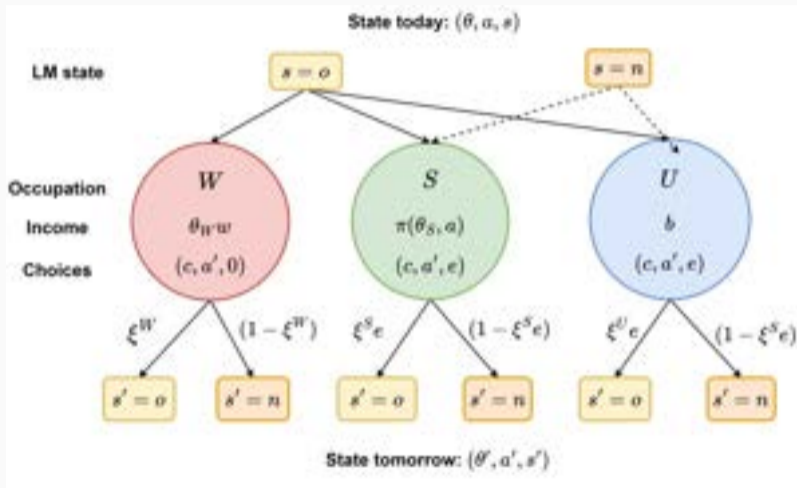 State today: (θ, a, s)
LM state
s = o
s = n
Occupation
W
S
U
Income
θ_W w
π(θ_S, a)
b
Choices
(c, a′, 0)
(c, a′, e)
(c, a′, e)
ξ^W
(1 − ξ^W)
ξ^S e
(1 − ξ^S e)
ξ^U e
(1 − ξ^S e)
s′ = o
s′ = n
s′ = o
s′ = n
s′ = o
s′ = n
State tomorrow: (θ′, a′, s′)